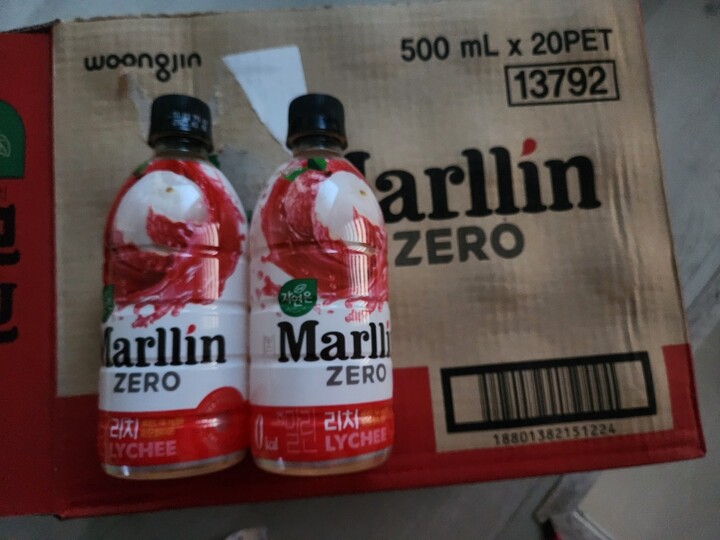 woongjin
500 mL x 20PET
13792
Marllin
ZERO
18801382151224
Marllin
ZERO
리치
LYCHEE
자연은
Marlli
ZERO
리치
LYCHEE